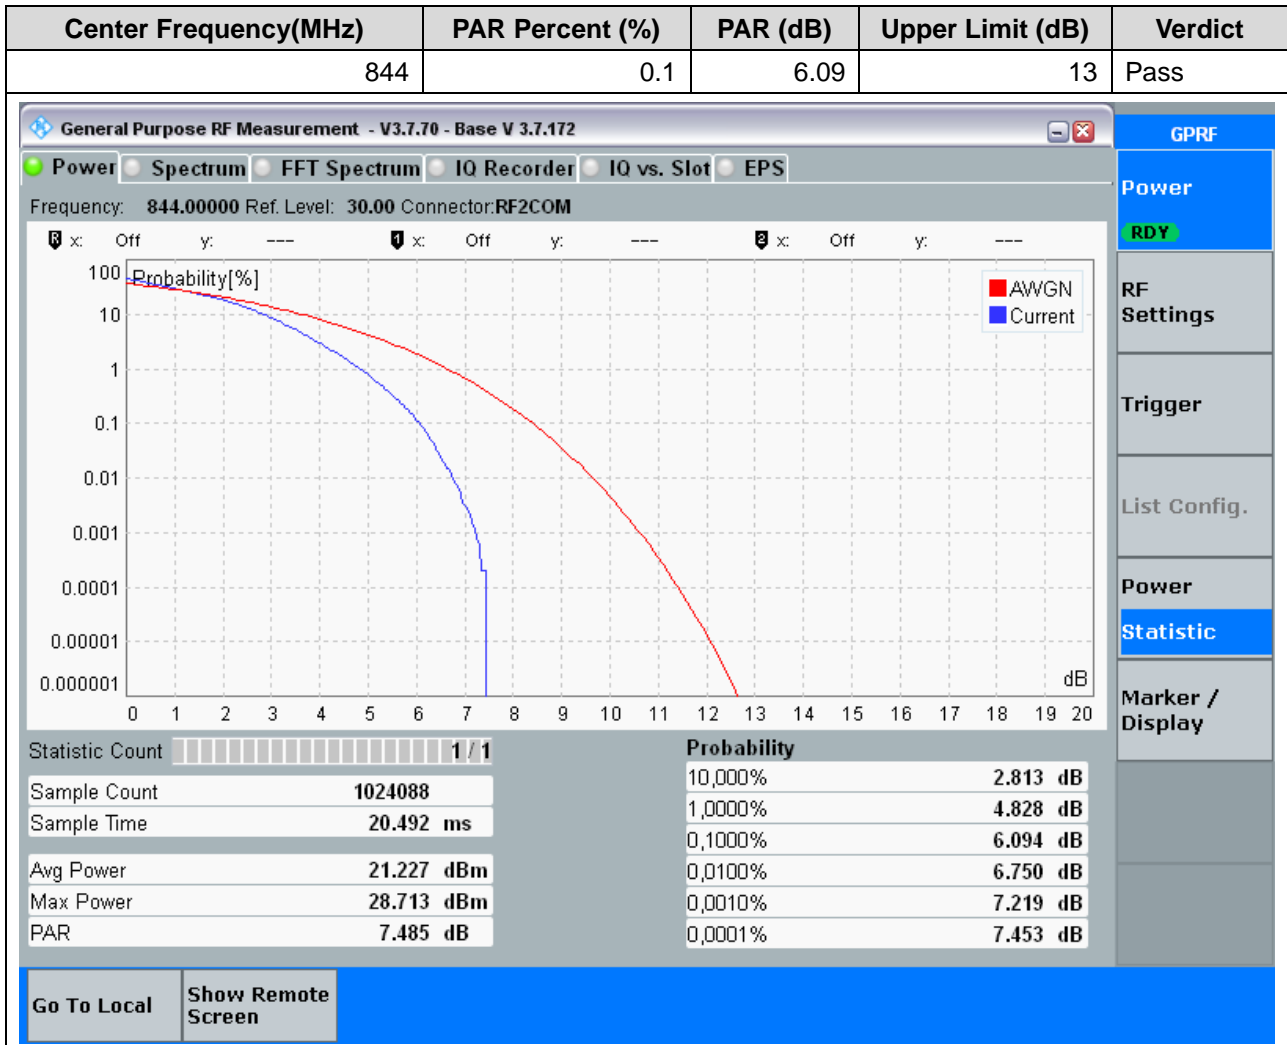 Center Frequency(MHz) PAR Percent (%) PAR (dB) Upper Limit (dB) Verdict
844 0.1 6.09 13 Pass
General Purpose RF Measurement - V3.7.70 - Base V 3.7.172
GPRF
Power Spectrum FFT Spectrum IQ Recorder IQ vs. Slot EPS
Frequency: 844.00000 Ref. Level: 30.00 Connector:RF2COM
R x: Off y: --- 1 x: Off y: --- 2 x: Off y: ---
Probability[%]
100
10
1
0.1
0.01
0.001
0.0001
0.00001
0.000001
AWGN
Current
dB
0 1 2 3 4 5 6 7 8 9 10 11 12 13 14 15 16 17 18 19 20
Statistic Count 1 / 1
Sample Count 1024088
Sample Time 20.492 ms
Avg Power 21.227 dBm
Max Power 28.713 dBm
PAR 7.485 dB
Probability
10,000% 2.813 dB
1,0000% 4.828 dB
0,1000% 6.094 dB
0,0100% 6.750 dB
0,0010% 7.219 dB
0,0001% 7.453 dB
Power
RDY
RF
Settings
Trigger
List Config.
Power
Statistic
Marker /
Display
Go To Local
Show Remote
Screen